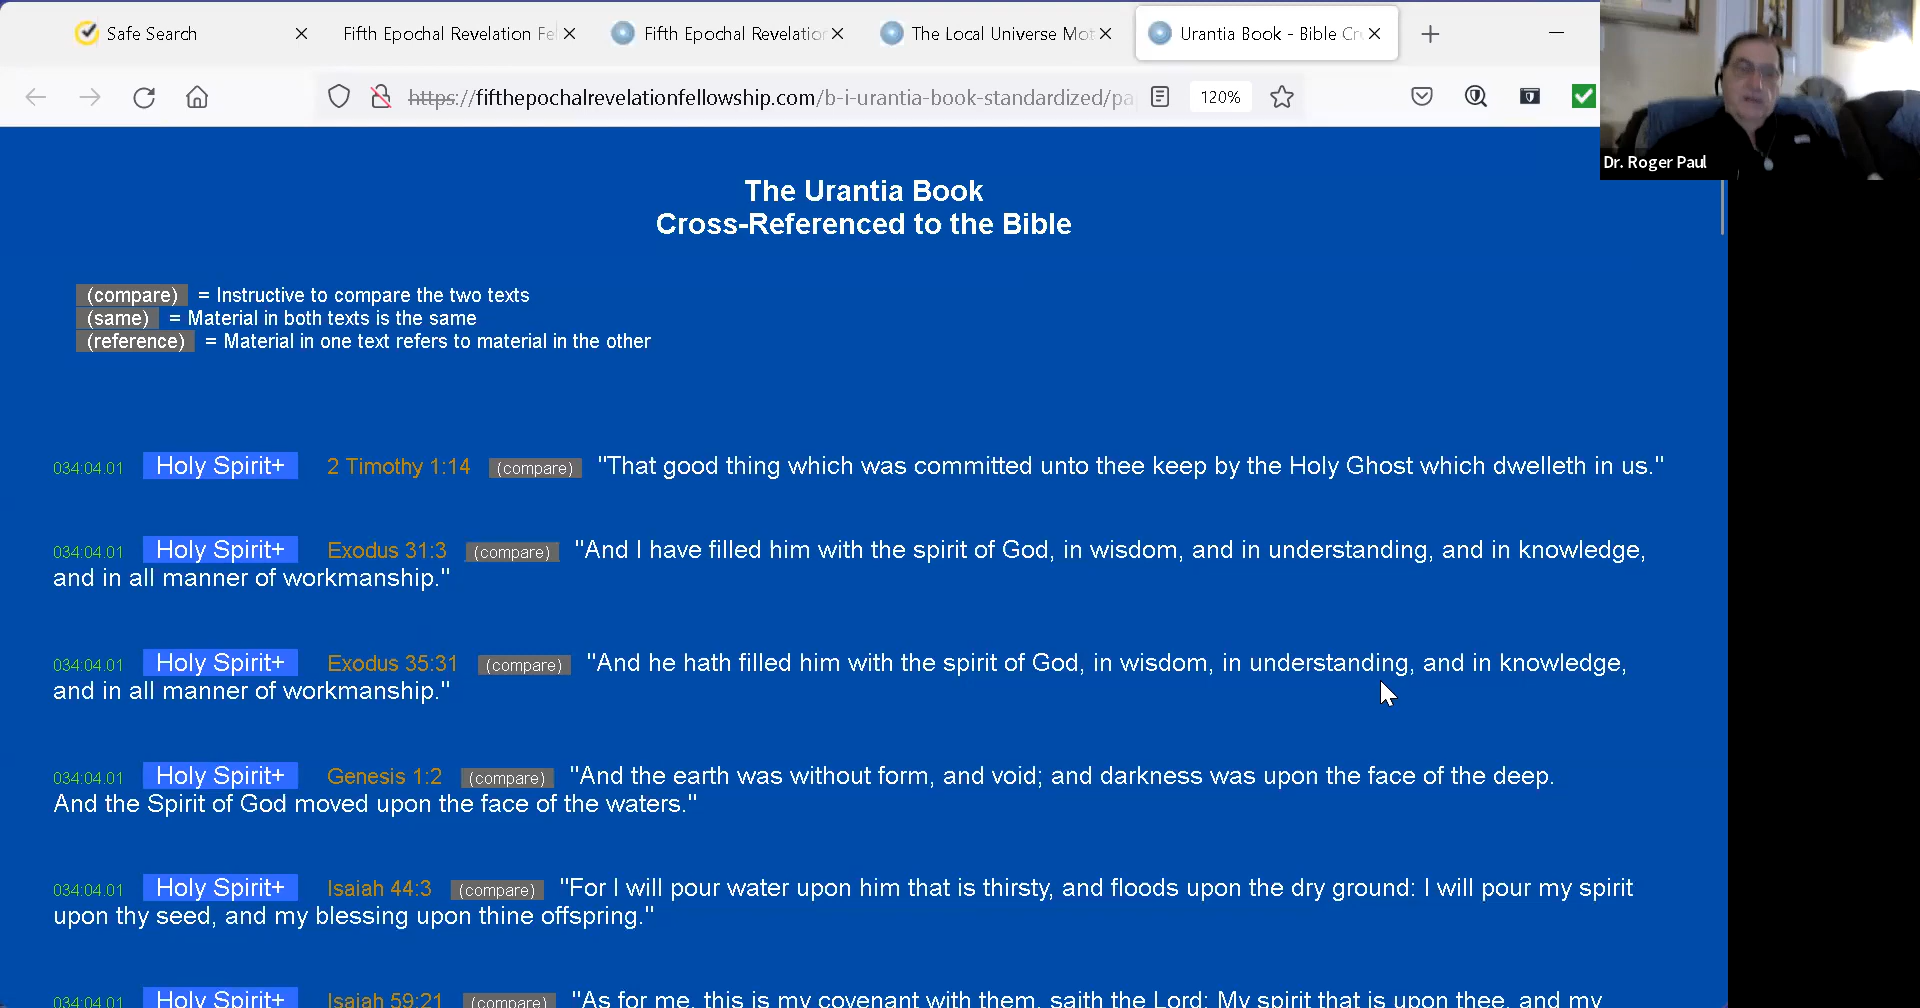 Safe Search
Fifth Epochal Revelation Fe
Fifth Epochal Revelation
The Local Universe Mot
Urantia Book - Bible Cr
https://fifthepochalrevelationfellowship.com/b-i-urantia-book-standardized/pa
120%
Dr. Roger Paul
The Urantia Book
Cross-Referenced to the Bible
(compare) = Instructive to compare the two texts
(same) = Material in both texts is the same
(reference) = Material in one text refers to material in the other
034:04.01 Holy Spirit+ 2 Timothy 1:14 (compare) "That good thing which was committed unto thee keep by the Holy Ghost which dwelleth in us."
034:04.01 Holy Spirit+ Exodus 31:3 (compare) "And I have filled him with the spirit of God, in wisdom, and in understanding, and in knowledge,
and in all manner of workmanship."
034:04.01 Holy Spirit+ Exodus 35:31 (compare) "And he hath filled him with the spirit of God, in wisdom, in understanding, and in knowledge,
and in all manner of workmanship."
034:04.01 Holy Spirit+ Genesis 1:2 (compare) "And the earth was without form, and void; and darkness was upon the face of the deep.
And the Spirit of God moved upon the face of the waters."
034:04.01 Holy Spirit+ Isaiah 44:3 (compare) "For I will pour water upon him that is thirsty, and floods upon the dry ground: I will pour my spirit
upon thy seed, and my blessing upon thine offspring."
034:04.01 Holy Spirit+ Isaiah 59:21 (compare) "As for me, this is my covenant with them, saith the Lord: My spirit that is upon thee, and my